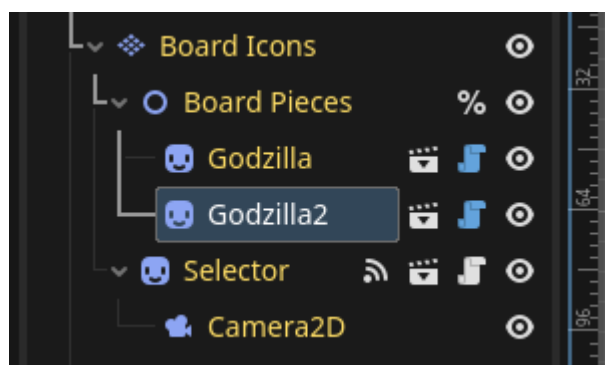 Board Icons
Board Pieces %
Godzilla
Godzilla2
Selector
Camera2D
32
64
96